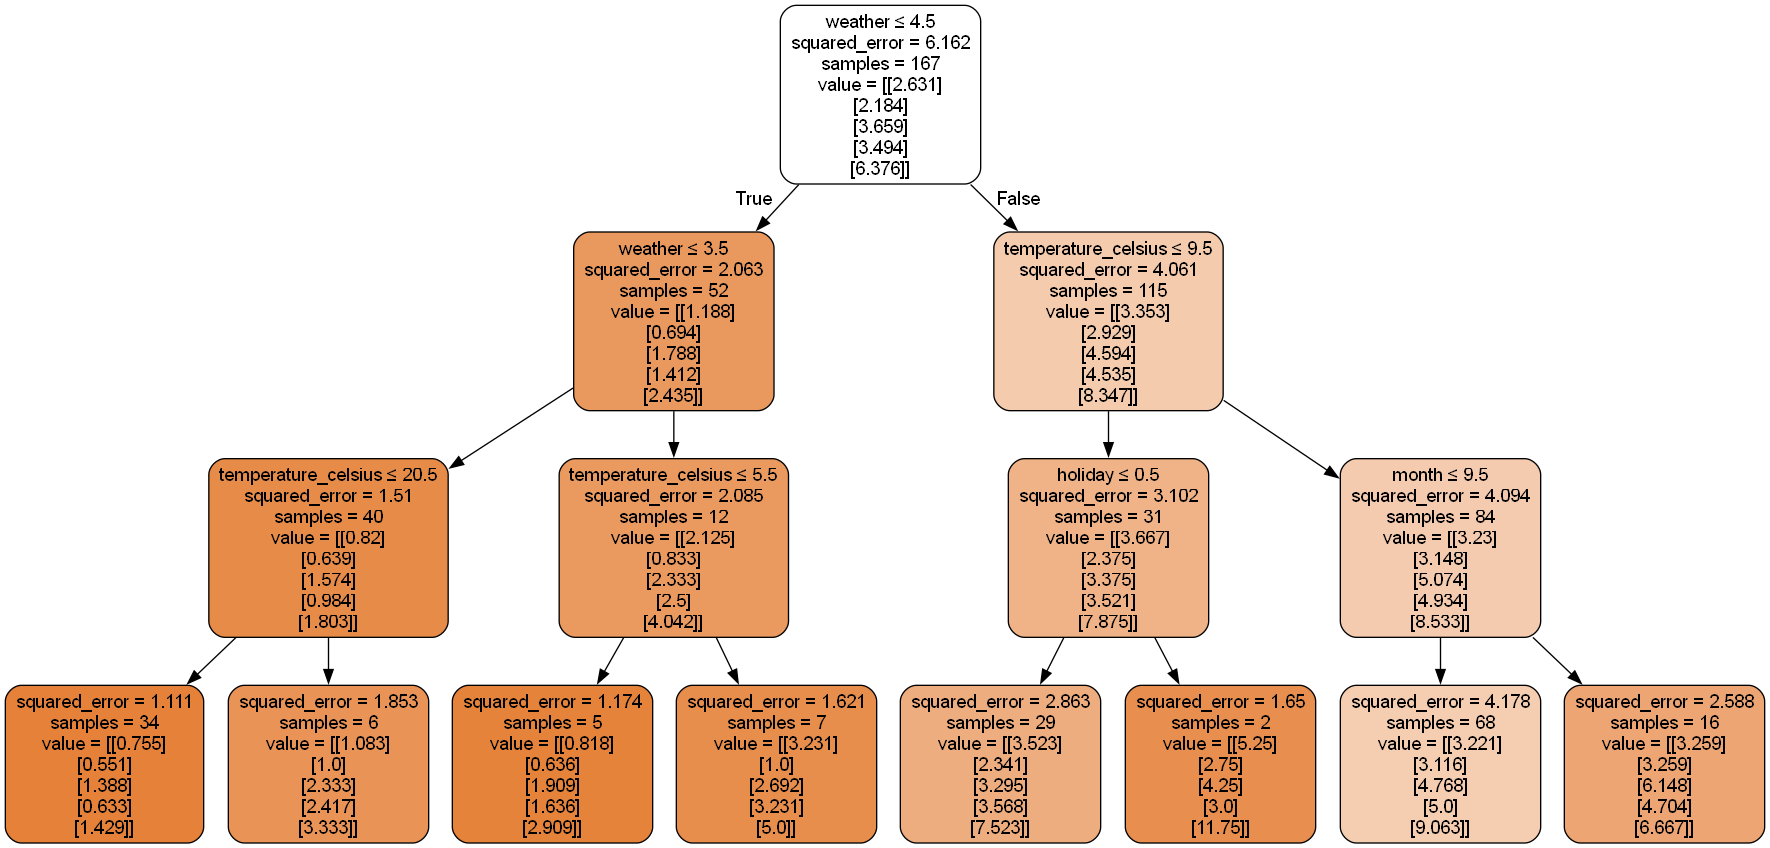 weather ≤ 4.5
squared_error = 6.162
samples = 167
value = [[2.631]
[2.184]
[3.659]
[3.494]
[6.376]]
True
False
weather ≤ 3.5
squared_error = 2.063
samples = 52
value = [[1.188]
[0.694]
[1.788]
[1.412]
[2.435]]
temperature_celsius ≤ 9.5
squared_error = 4.061
samples = 115
value = [[3.353]
[2.929]
[4.594]
[4.535]
[8.347]]
temperature_celsius ≤ 20.5
squared_error = 1.51
samples = 40
value = [[0.82]
[0.639]
[1.574]
[0.984]
[1.803]]
temperature_celsius ≤ 5.5
squared_error = 2.085
samples = 12
value = [[2.125]
[0.833]
[2.333]
[2.5]
[4.042]]
holiday ≤ 0.5
squared_error = 3.102
samples = 31
value = [[3.667]
[2.375]
[3.375]
[3.521]
[7.875]]
month ≤ 9.5
squared_error = 4.094
samples = 84
value = [[3.23]
[3.148]
[5.074]
[4.934]
[8.533]]
squared_error = 1.111
samples = 34
value = [[0.755]
[0.551]
[1.388]
[0.633]
[1.429]]
squared_error = 1.853
samples = 6
value = [[1.083]
[1.0]
[2.333]
[2.417]
[3.333]]
squared_error = 1.174
samples = 5
value = [[0.818]
[0.636]
[1.909]
[1.636]
[2.909]]
squared_error = 1.621
samples = 7
value = [[3.231]
[1.0]
[2.692]
[3.231]
[5.0]]
squared_error = 2.863
samples = 29
value = [[3.523]
[2.341]
[3.295]
[3.568]
[7.523]]
squared_error = 1.65
samples = 2
value = [[5.25]
[2.75]
[4.25]
[3.0]
[11.75]]
squared_error = 4.178
samples = 68
value = [[3.221]
[3.116]
[4.768]
[5.0]
[9.063]]
squared_error = 2.588
samples = 16
value = [[3.259]
[3.259]
[6.148]
[4.704]
[6.667]]